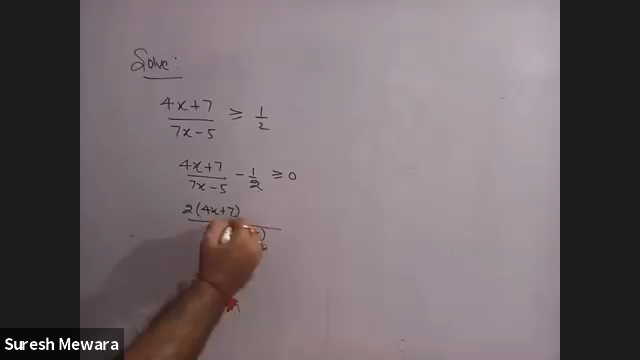 Solve:
4x+7 / 7x-5 ≥ 1/2
4x+7 / 7x-5 - 1/2 ≥ 0
2(4x+7)
)
Suresh Mewara